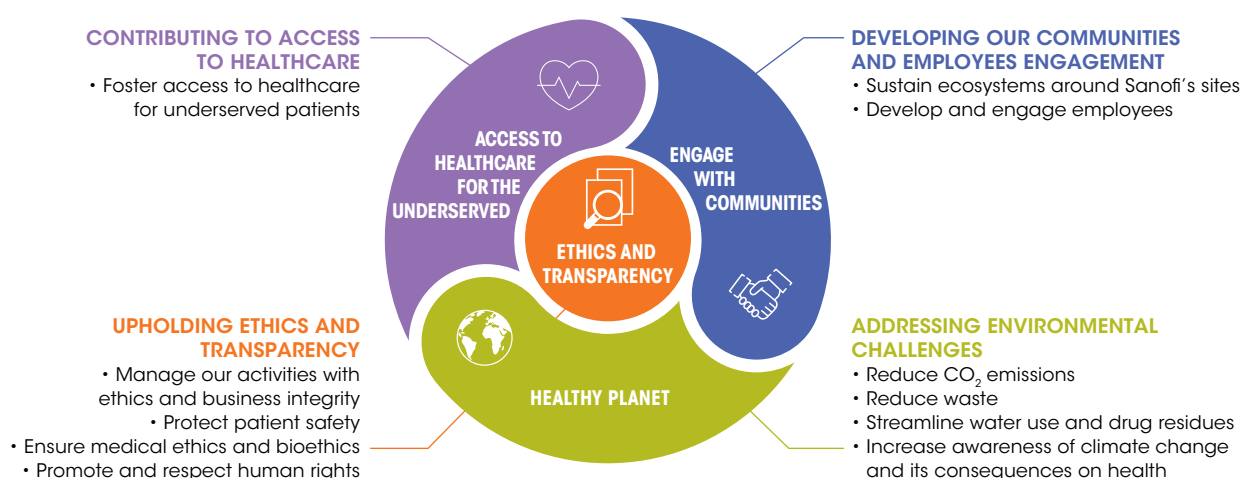 CONTRIBUTING TO ACCESS
TO HEALTHCARE
• Foster access to healthcare
for underserved patients
DEVELOPING OUR COMMUNITIES
AND EMPLOYEES ENGAGEMENT
• Sustain ecosystems around Sanofi's sites
• Develop and engage employees
ACCESS TO
HEALTHCARE
FOR THE
UNDERSERVED
ENGAGE
WITH
COMMUNITIES
ETHICS AND
TRANSPARENCY
HEALTHY PLANET
UPHOLDING ETHICS AND
TRANSPARENCY
• Manage our activities with
ethics and business integrity
• Protect patient safety
• Ensure medical ethics and bioethics
• Promote and respect human rights
ADDRESSING ENVIRONMENTAL
CHALLENGES
• Reduce CO₂ emissions
• Reduce waste
• Streamline water use and drug residues
• Increase awareness of climate change
and its consequences on health